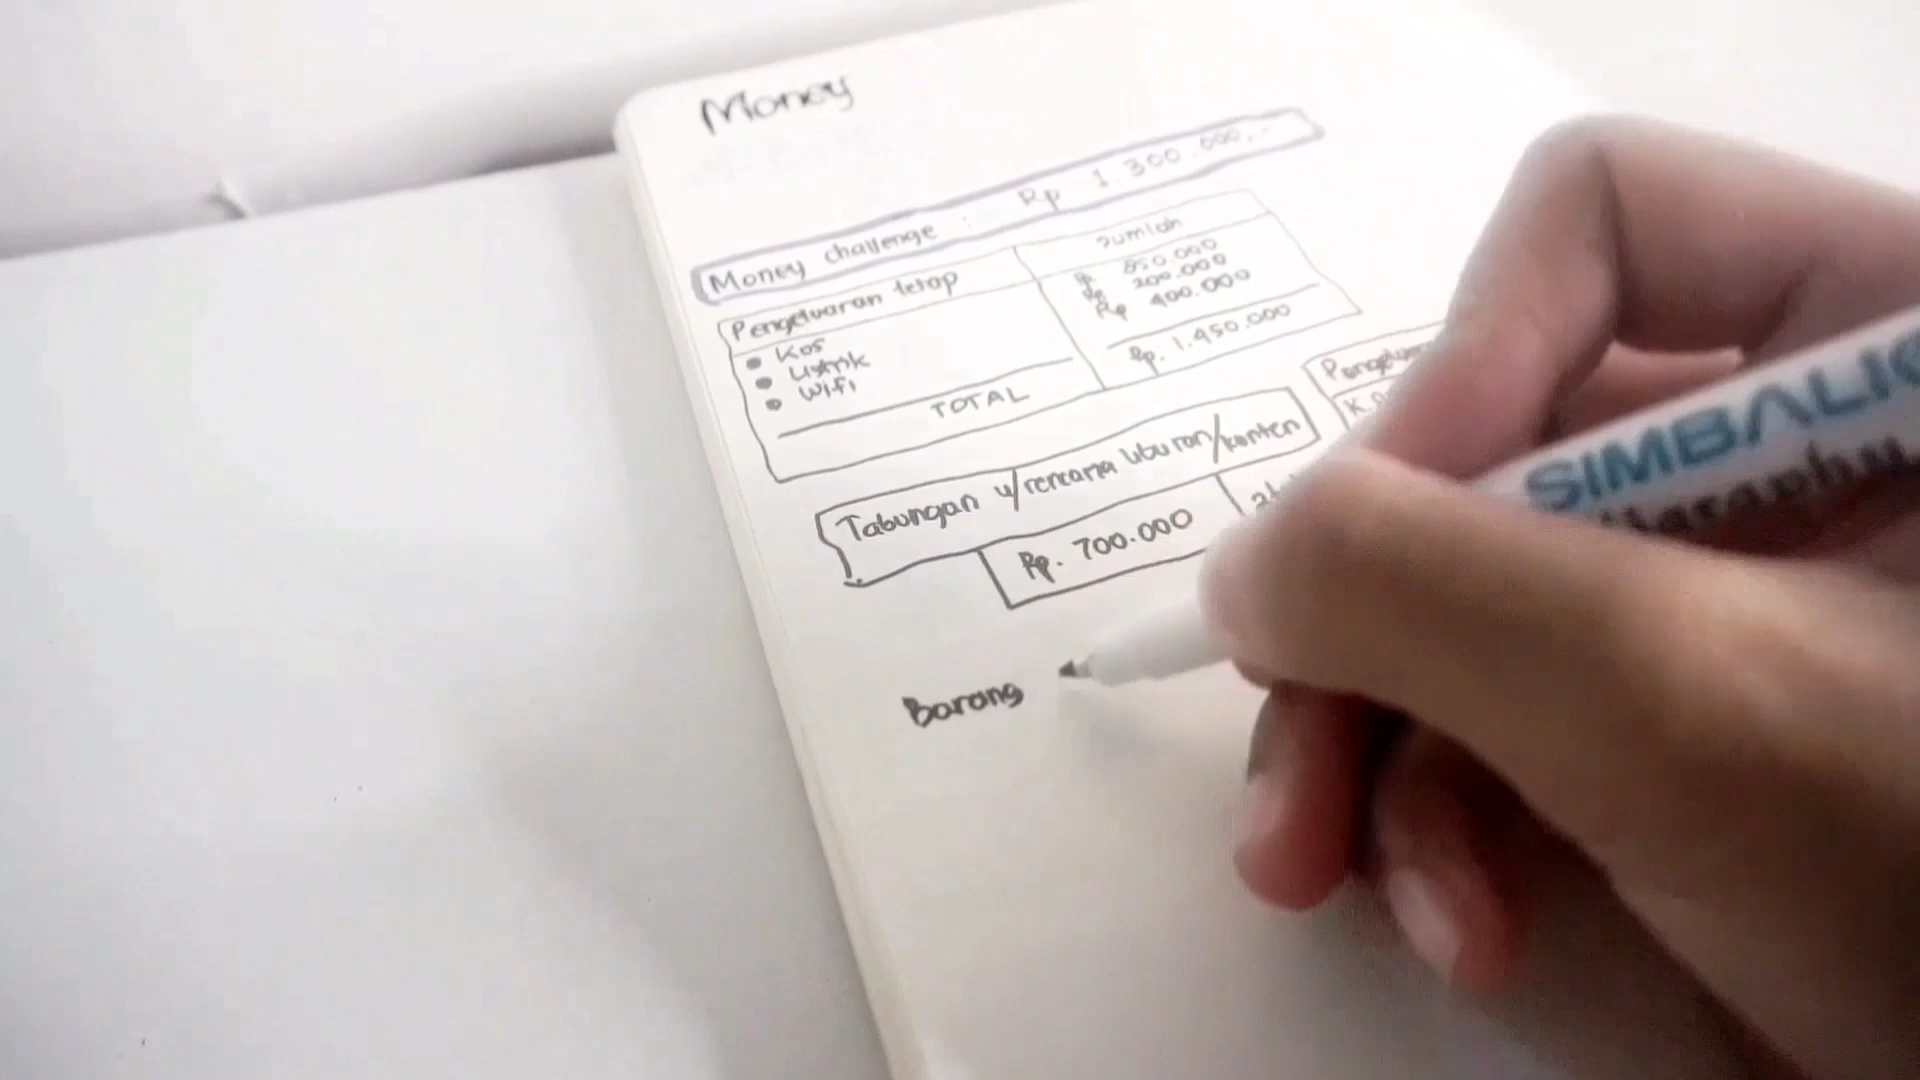 Money
Money challenge : Rp 1.300.000,-
Pengeluaran tetap Jumlah
• Kos Rp 850.000
• Listrik Rp 200.000
• Wifi Rp 400.000
TOTAL Rp. 1.450.000
Tabungan u/rencana liburan/konten
Rp. 700.000
Barang
SIMBALIO